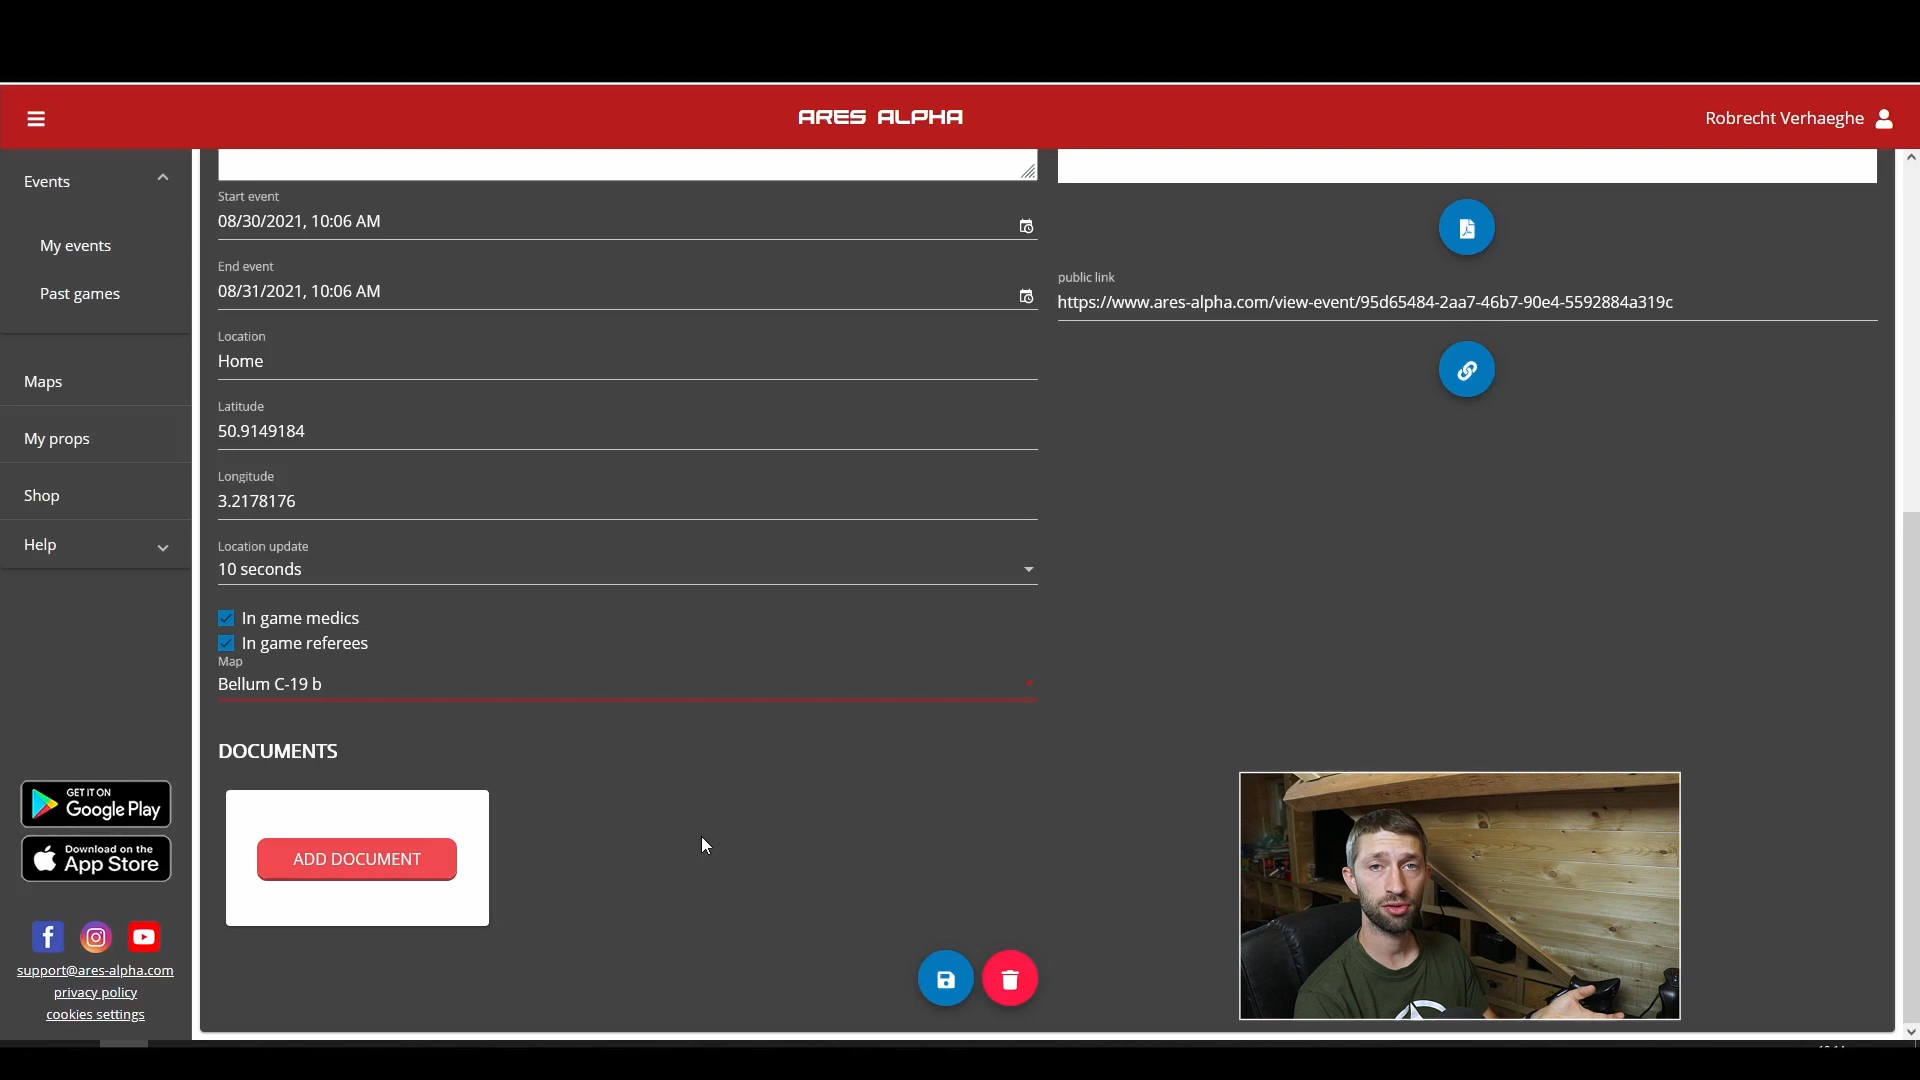 ARES ALPHA
Robrecht Verhaeghe
Events
My events
Past games
Maps
My props
Shop
Help
GET IT ON
Google Play
Download on the
App Store
support@ares-alpha.com
privacy policy
cookies settings
Start event
08/30/2021, 10:06 AM
End event
08/31/2021, 10:06 AM
Location
Home
Latitude
50.9149184
Longitude
3.2178176
Location update
10 seconds
In game medics
In game referees
Map
Bellum C-19 b
DOCUMENTS
ADD DOCUMENT
public link
https://www.ares-alpha.com/view-event/95d65484-2aa7-46b7-90e4-5592884a319c